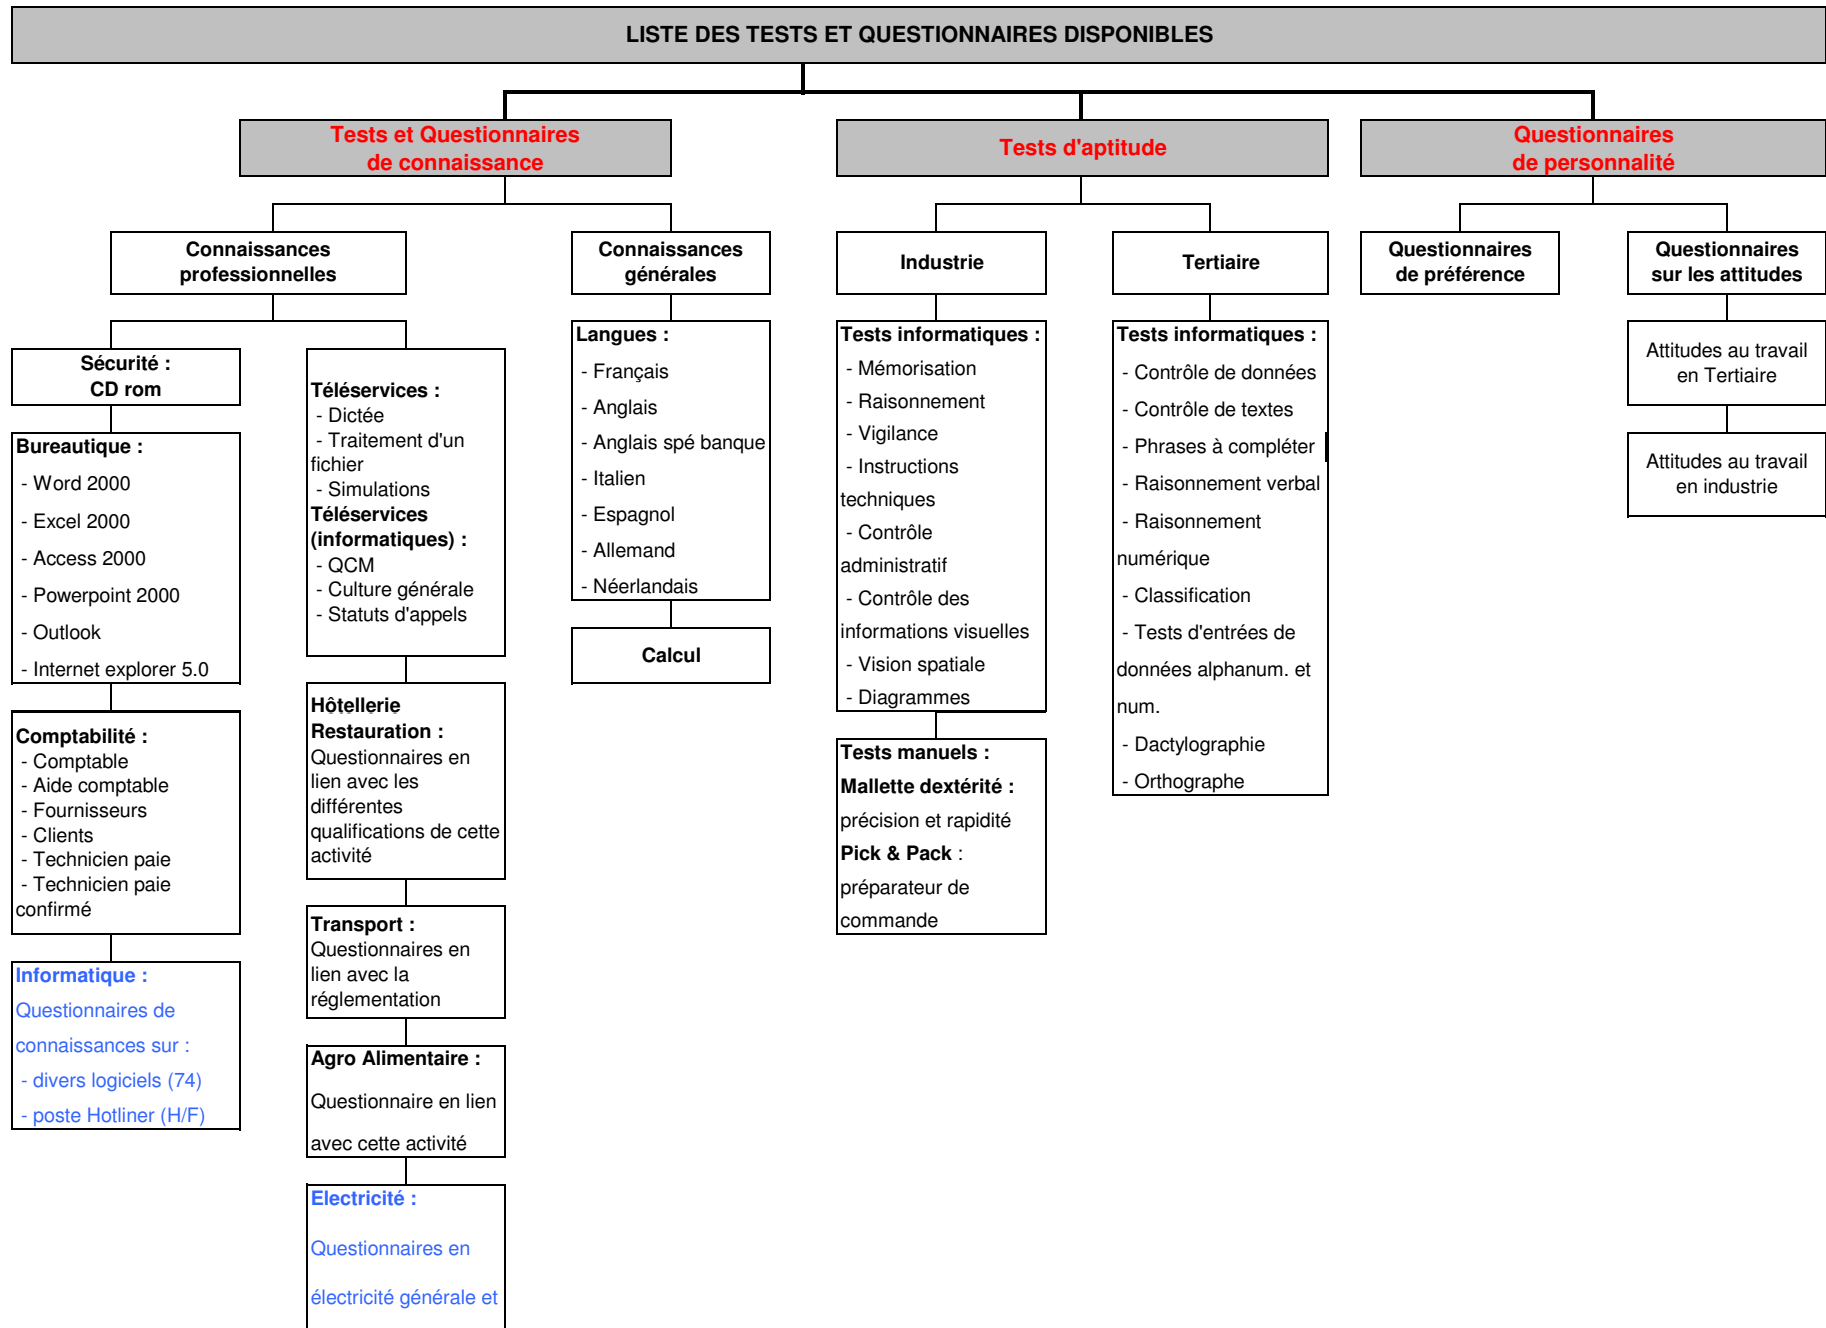 LISTE DES TESTS ET QUESTIONNAIRES DISPONIBLES
Tests et Questionnaires
de connaissance
Tests d'aptitude
Questionnaires
de personnalité
Connaissances
professionnelles
Connaissances
générales
Industrie
Tertiaire
Questionnaires
de préférence
Questionnaires
sur les attitudes
Sécurité :
CD rom
Bureautique :
- Word 2000
- Excel 2000
- Access 2000
- Powerpoint 2000
- Outlook
- Internet explorer 5.0
Comptabilité :
- Comptable
- Aide comptable
- Fournisseurs
- Clients
- Technicien paie
- Technicien paie
confirmé
Informatique :
Questionnaires de
connaissances sur :
- divers logiciels (74)
- poste Hotliner (H/F)
Téléservices :
- Dictée
- Traitement d'un
fichier
- Simulations
Téléservices
(informatiques) :
- QCM
- Culture générale
- Statuts d'appels
Hôtellerie
Restauration :
Questionnaires en
lien avec les
différentes
qualifications de cette
activité
Transport :
Questionnaires en
lien avec la
réglementation
Agro Alimentaire :
Questionnaire en lien
avec cette activité
Electricité :
Questionnaires en
électricité générale et
Langues :
- Français
- Anglais
- Anglais spé banque
- Italien
- Espagnol
- Allemand
- Néerlandais
Calcul
Tests informatiques :
- Mémorisation
- Raisonnement
- Vigilance
- Instructions
techniques
- Contrôle
administratif
- Contrôle des
informations visuelles
- Vision spatiale
- Diagrammes
Tests manuels :
Mallette dextérité :
précision et rapidité
Pick & Pack :
préparateur de
commande
Tests informatiques :
- Contrôle de données
- Contrôle de textes
- Phrases à compléter
- Raisonnement verbal
- Raisonnement
numérique
- Classification
- Tests d'entrées de
données alphanum. et
num.
- Dactylographie
- Orthographe
Attitudes au travail
en Tertiaire
Attitudes au travail
en industrie